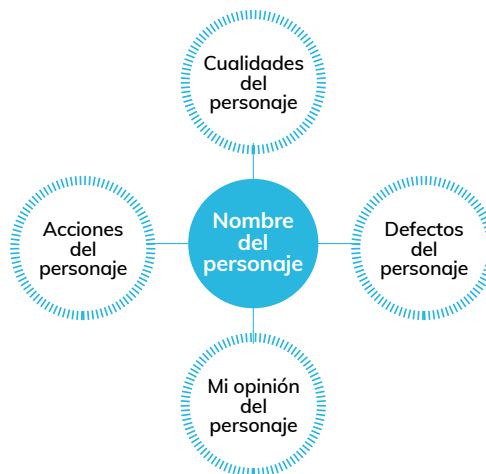 Cualidades
del
personaje
Nombre
del
personaje
Acciones
del
personaje
Defectos
del
personaje
Mi opinión
del
personaje